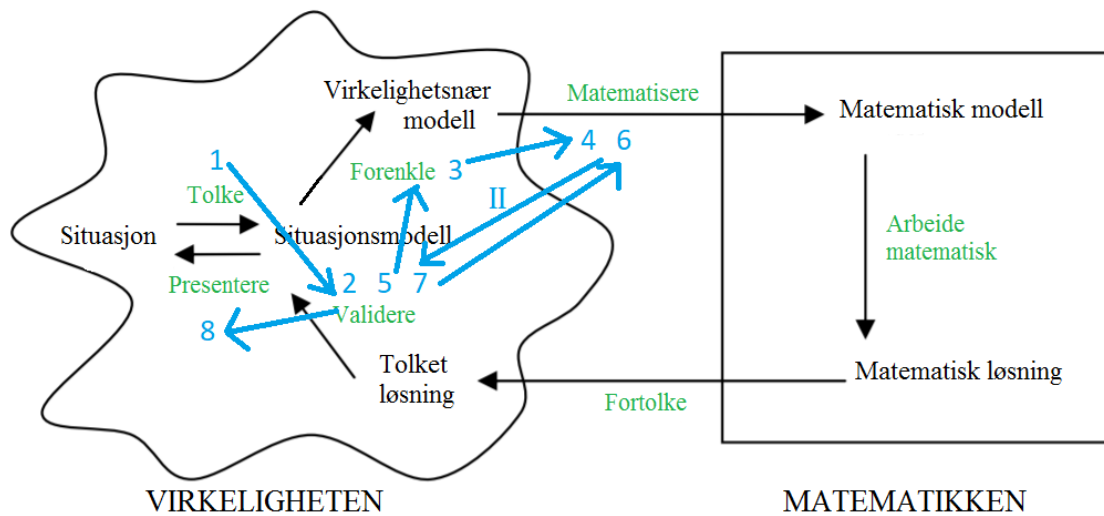 Virkelighetsnær
modell
Matematisere
Matematisk modell
4 6
1
Forenkle 3
Tolke
II
Situasjon
Situasjonsmodell
Arbeide
matematisk
Presentere
2 5 7
Validere
8
Tolket
løsning
Matematisk løsning
Fortolke
VIRKELIGHETEN
MATEMATIKKEN